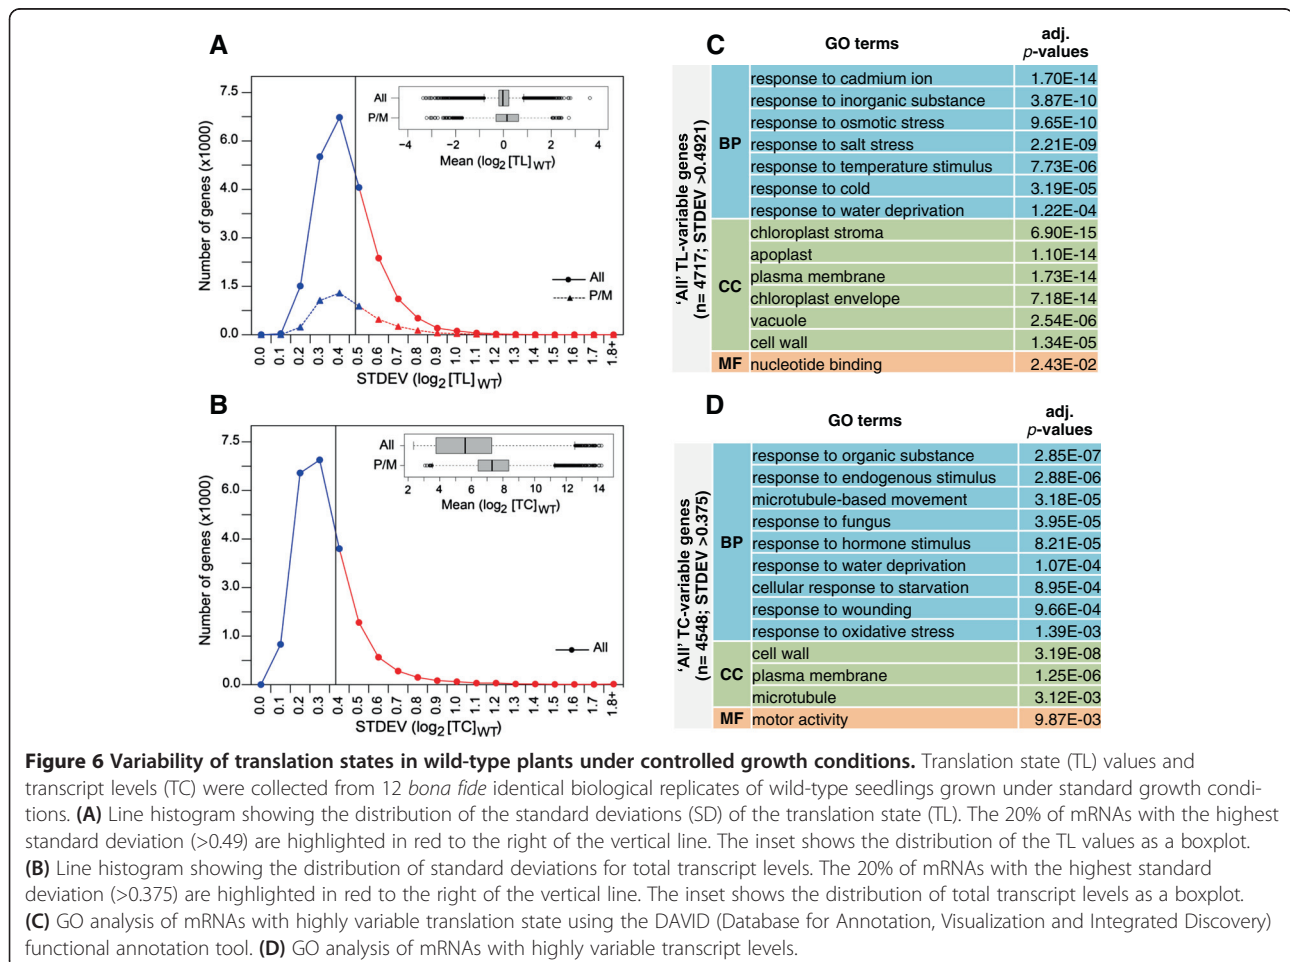 A
Number of genes (x1000)
7.5
6.0
4.0
3.0
1.5
0.0
All
P/M
−4 −2 0 2 4
Mean (log2 [TL]WT)
All
P/M
0.0 0.1 0.2 0.3 0.4 0.5 0.6 0.7 0.8 0.9 1.0 1.1 1.2 1.3 1.4 1.5 1.6 1.7 1.8+
STDEV (log2 [TL]WT)
B
Number of genes (x1000)
7.5
6.0
4.0
3.0
1.0
0.0
All
P/M
2 4 6 8 10 12 14
Mean (log2 [TC]WT)
All
0.0 0.1 0.2 0.3 0.4 0.5 0.6 0.7 0.8 0.9 1.0 1.1 1.2 1.3 1.4 1.5 1.6 1.7 1.8+
STDEV (log2 [TC]WT)
C
GO terms adj. p-values
'All' TL-variable genes
(n= 4717; STDEV >0.4921)
BP
response to cadmium ion 1.70E-14
response to inorganic substance 3.87E-10
response to osmotic stress 9.65E-10
response to salt stress 2.21E-09
response to temperature stimulus 7.73E-06
response to cold 3.19E-05
response to water deprivation 1.22E-04
CC
chloroplast stroma 6.90E-15
apoplast 1.10E-14
plasma membrane 1.73E-14
chloroplast envelope 7.18E-14
vacuole 2.54E-06
cell wall 1.34E-05
MF nucleotide binding 2.43E-02
D
GO terms adj. p-values
'All' TC-variable genes
(n= 4548; STDEV >0.375)
BP
response to organic substance 2.85E-07
response to endogenous stimulus 2.88E-06
microtubule-based movement 3.18E-05
response to fungus 3.95E-05
response to hormone stimulus 8.21E-05
response to water deprivation 1.07E-04
cellular response to starvation 8.95E-04
response to wounding 9.66E-04
response to oxidative stress 1.39E-03
CC
cell wall 3.19E-08
plasma membrane 1.25E-06
microtubule 3.12E-03
MF motor activity 9.87E-03
Figure 6 Variability of translation states in wild-type plants under controlled growth conditions. Translation state (TL) values and
transcript levels (TC) were collected from 12 bona fide identical biological replicates of wild-type seedlings grown under standard growth condi-
tions. (A) Line histogram showing the distribution of the standard deviations (SD) of the translation state (TL). The 20% of mRNAs with the highest
standard deviation (>0.49) are highlighted in red to the right of the vertical line. The inset shows the distribution of the TL values as a boxplot.
(B) Line histogram showing the distribution of standard deviations for total transcript levels. The 20% of mRNAs with the highest standard
deviation (>0.375) are highlighted in red to the right of the vertical line. The inset shows the distribution of total transcript levels as a boxplot.
(C) GO analysis of mRNAs with highly variable translation state using the DAVID (Database for Annotation, Visualization and Integrated Discovery)
functional annotation tool. (D) GO analysis of mRNAs with highly variable transcript levels.